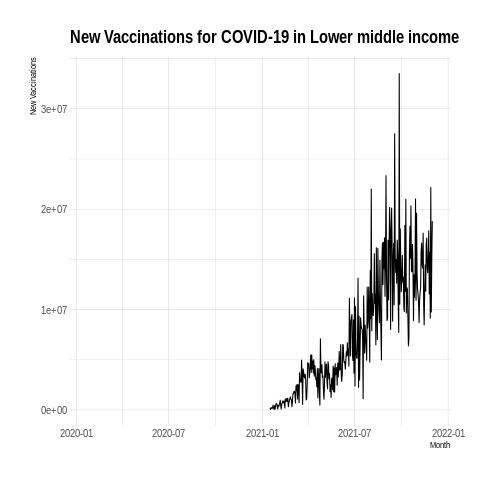 New Vaccinations for COVID-19 in Lower middle income
New Vaccinations
3e+07
2e+07
1e+07
0e+00
2020-01
2020-07
2021-01
2021-07
2022-01
Month